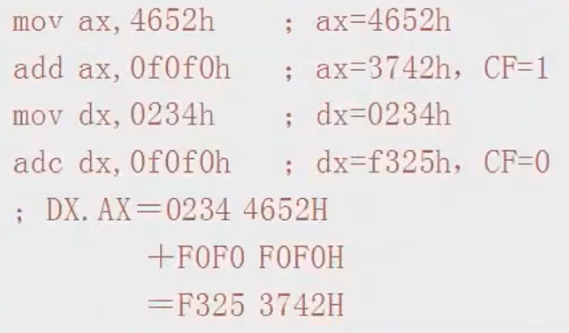 mov ax,4652h ; ax=4652h
add ax,0f0f0h ; ax=3742h，CF=1
mov dx,0234h ; dx=0234h
adc dx,0f0f0h ; dx=f325h，CF=0
; DX.AX＝0234 4652H
＋F0F0 F0F0H
＝F325 3742H